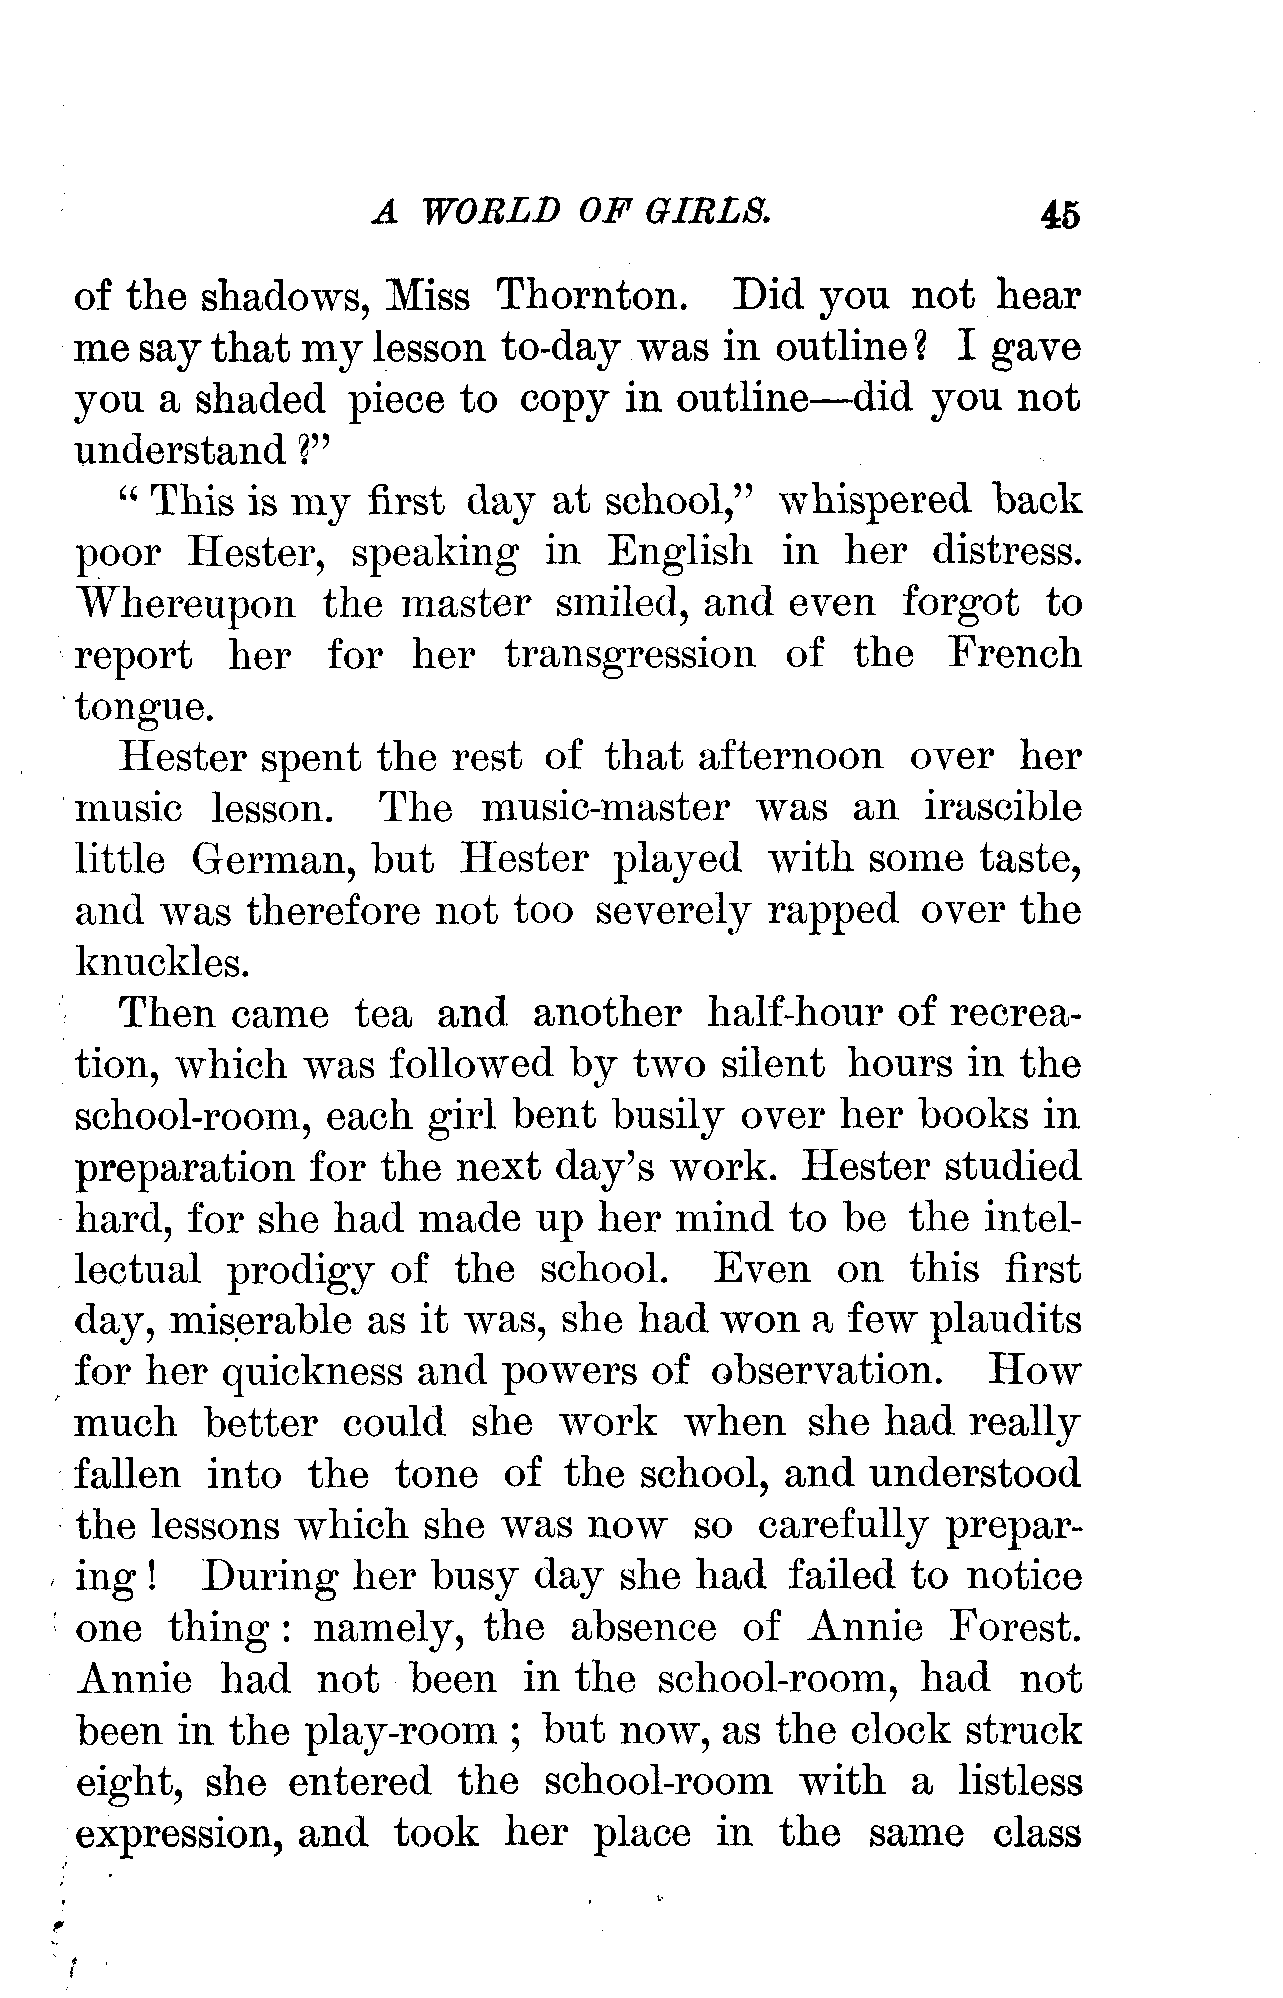 A WORLD OF GIRLS. 45
of the shadows, Miss Thornton. Did you not hear
me say that my lesson to-day was in outline? I gave
you a shaded piece to copy in outline—did you not
understand?”
“This is my first day at school,” whispered back
poor Hester, speaking in English in her distress.
Whereupon the master smiled, and even forgot to
report her for her transgression of the French
tongue.
Hester spent the rest of that afternoon over her
music lesson. The music-master was an irascible
little German, but Hester played with some taste,
and was therefore not too severely rapped over the
knuckles.
Then came tea and another half-hour of recrea-
tion, which was followed by two silent hours in the
school-room, each girl bent busily over her books in
preparation for the next day’s work. Hester studied
hard, for she had made up her mind to be the intel-
lectual prodigy of the school. Even on this first
day, miserable as it was, she had won a few plaudits
for her quickness and powers of observation. How
much better could she work when she had really
fallen into the tone of the school, and understood
the lessons which she was now so carefully prepar-
ing! During her busy day she had failed to notice
one thing: namely, the absence of Annie Forest.
Annie had not been in the school-room, had not
been in the play-room; but now, as the clock struck
eight, she entered the school-room with a listless
expression, and took her place in the same class